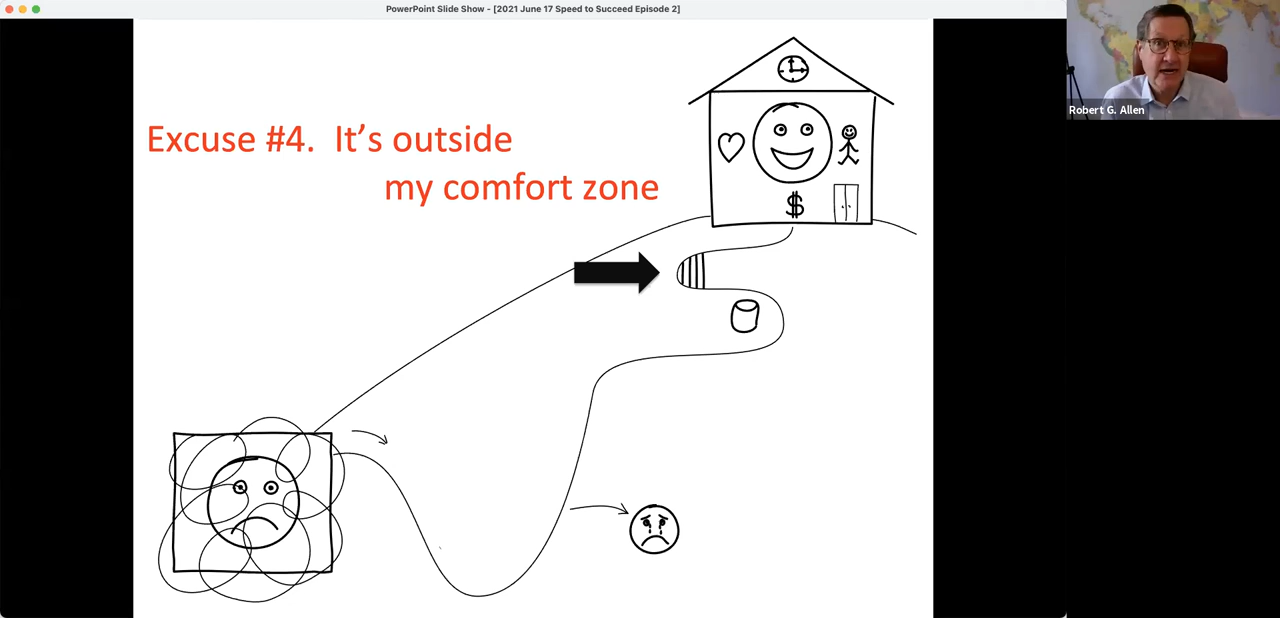 PowerPoint Slide Show - [2021 June 17 Speed to Succeed Episode 2]
Excuse #4. It's outside
my comfort zone
$
Robert G. Allen